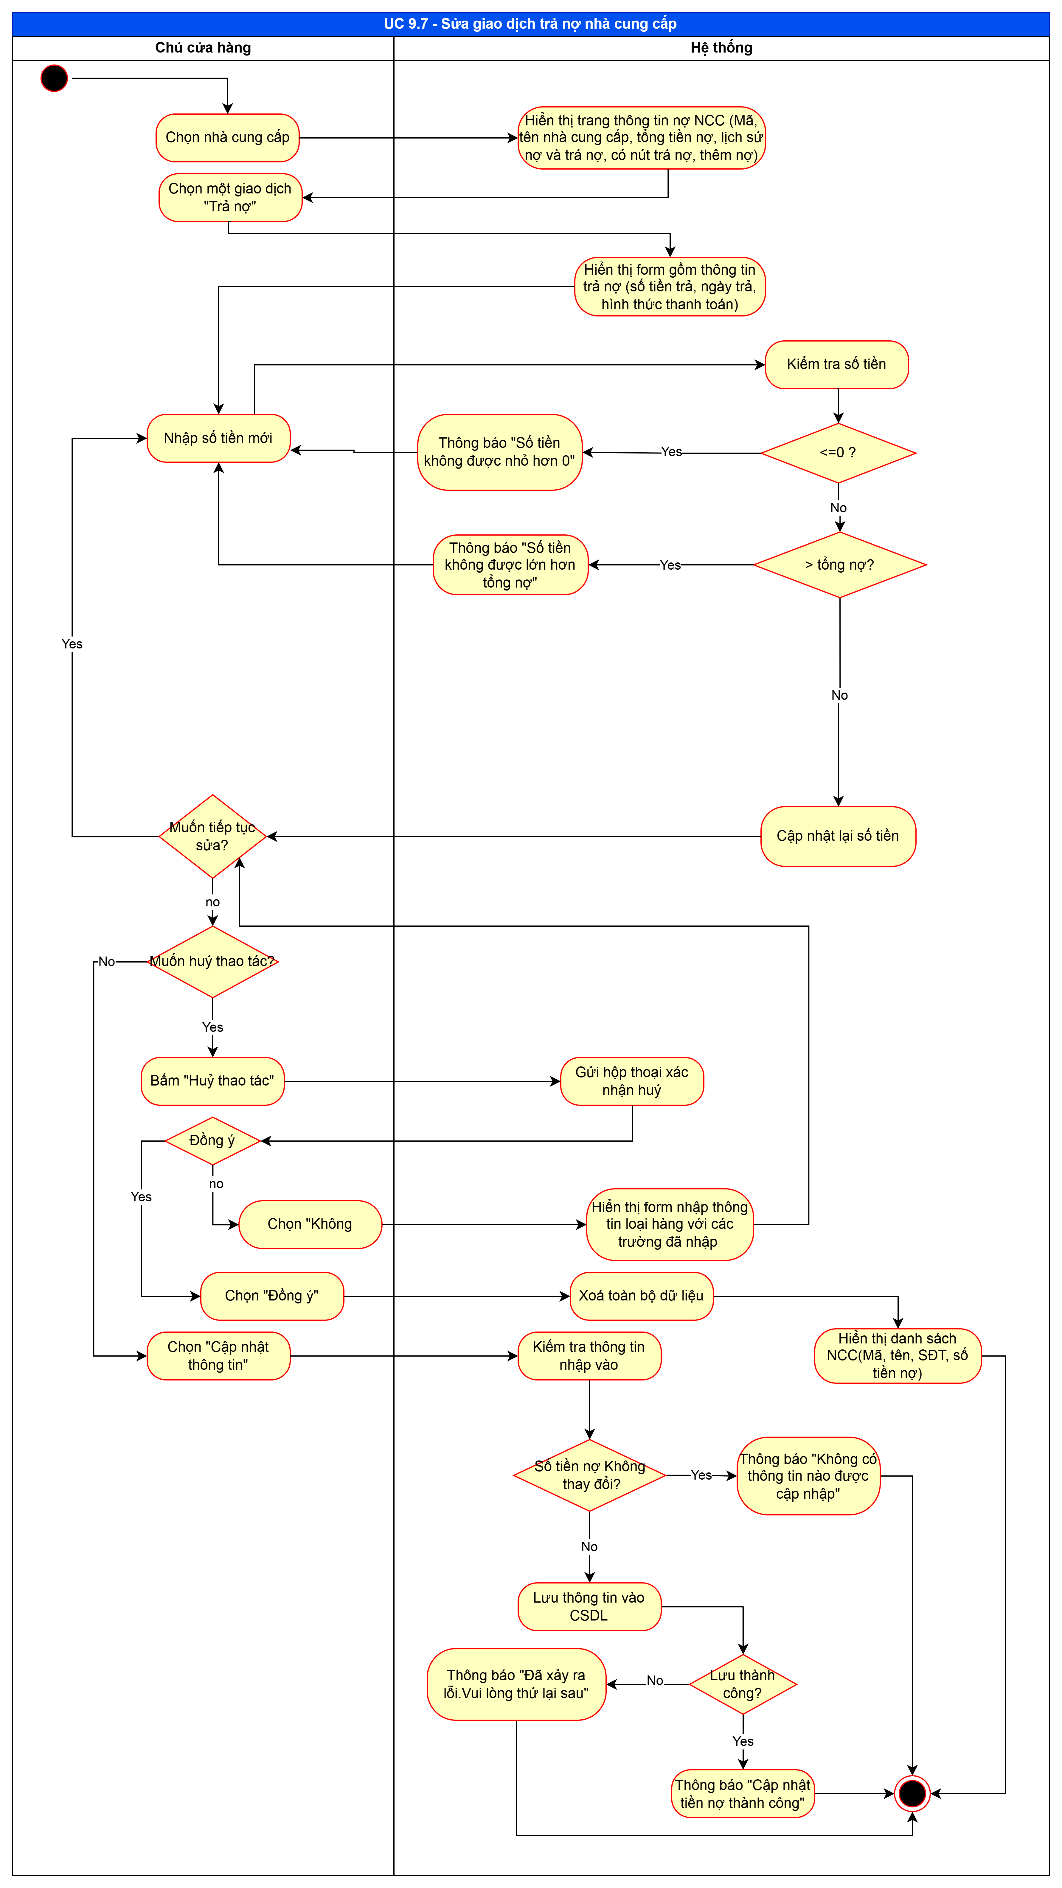 UC 9.7 - Sửa giao dịch trả nợ nhà cung cấp
Chủ cửa hàng
Hệ thống
Chọn nhà cung cấp
Hiển thị trang thông tin nợ NCC (Mã,
tên nhà cung cấp, tổng tiền nợ, lịch sử
nợ và trả nợ, có nút trả nợ, thêm nợ)
Chọn một giao dịch
"Trả nợ"
Hiển thị form gồm thông tin
trả nợ (số tiền trả, ngày trả,
hình thức thanh toán)
Kiểm tra số tiền
Nhập số tiền mới
Thông báo "Số tiền
không được nhỏ hơn 0"
Yes
<=0 ?
No
Thông báo "Số tiền
không được lớn hơn
tổng nợ"
Yes
> tổng nợ?
Yes
No
Muốn tiếp tục
sửa?
Cập nhật lại số tiền
no
No
Muốn huỷ thao tác?
Yes
Bấm "Huỷ thao tác"
Gửi hộp thoại xác
nhận huỷ
Đồng ý
Yes
no
Chọn "Không
Hiển thị form nhập thông
tin loại hàng với các
trường đã nhập
Chọn "Đồng ý"
Xoá toàn bộ dữ liệu
Chọn "Cập nhật
thông tin"
Kiểm tra thông tin
nhập vào
Hiển thị danh sách
NCC(Mã, tên, SĐT, số
tiền nợ)
Số tiền nợ Không
thay đổi?
Yes
Thông báo "Không có
thông tin nào được
cập nhập"
No
Lưu thông tin vào
CSDL
Thông báo "Đã xảy ra
lỗi.Vui lòng thử lại sau"
No
Lưu thành
công?
Yes
Thông báo "Cập nhật
tiền nợ thành công"